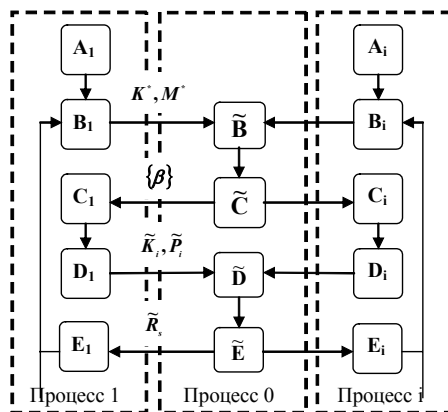 A₁ Aᵢ
K*, M*
B₁ B̃ Bᵢ
{β}
C₁ C̃ Cᵢ
K̃ᵢ, P̃ᵢ
D₁ D̃ Dᵢ
R̃ₛ
E₁ Ẽ Eᵢ
Процесс 1 Процесс 0 Процесс i